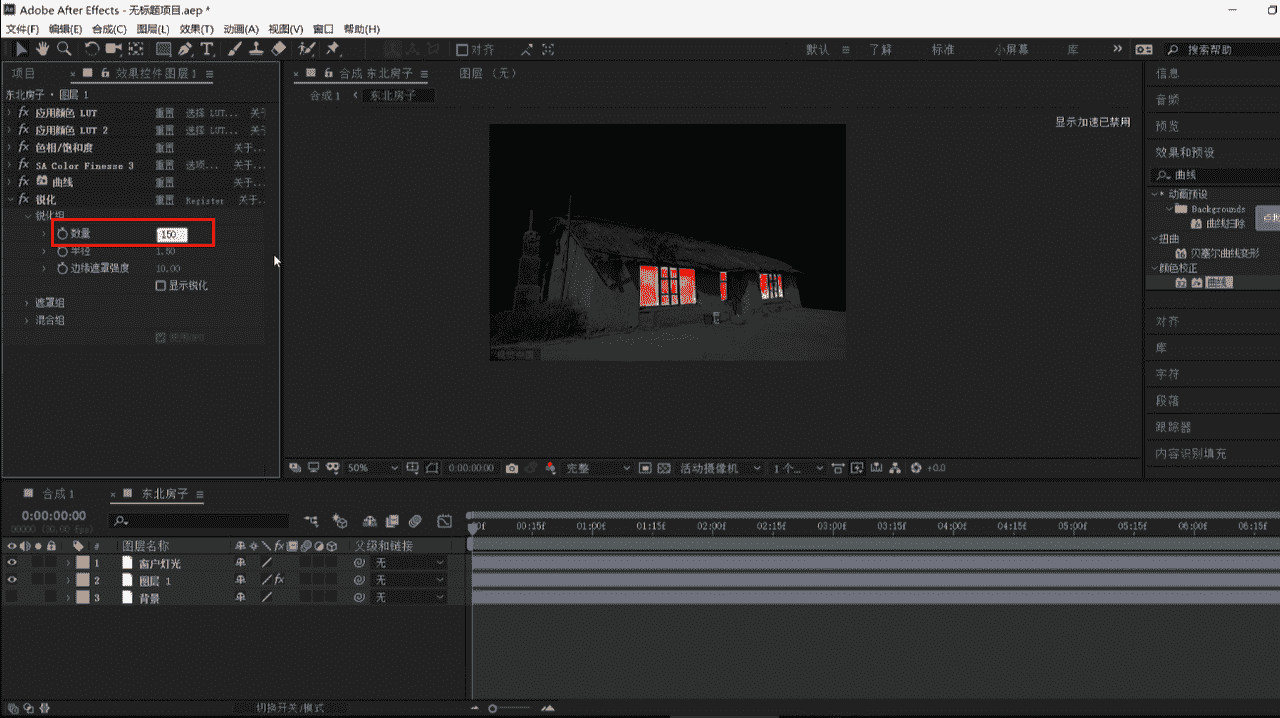 Adobe After Effects - 无标题项目.aep *
文件(F) 编辑(E) 合成(C) 图层(L) 效果(T) 动画(A) 视图(V) 窗口 帮助(H)
对齐 默认 了解 标准 小屏幕 库 搜索帮助
项目 效果控件图层 1
东北房子 • 图层 1
应用颜色 LUT 重置 选择 LUT...
应用颜色 LUT 2 重置 选择 LUT...
色相/饱和度 重置 关于...
SA Color Finesse 3 重置 选项... 关于...
曲线 重置 关于...
锐化 重置 Register 关于...
锐化组
数量 150
半径 1.50
边缘遮罩强度 10.00
显示锐化
遮罩组
混合组
合成 东北房子 图层 (无)
合成 1 东北房子
显示加速已禁用
50% 0:00:00:00 完整 活动摄像机 1 个... +0.0
信息
音频
预览
效果和预设
曲线
* 动画预设
Backgrounds
曲线扫除
扭曲
贝塞尔曲线变形
颜色校正
曲线
对齐
库
字符
段落
跟踪器
内容识别填充
合成 1 东北房子
0:00:00:00
00:15f 01:00f 01:15f 02:00f 02:15f 03:00f 03:15f 04:00f 04:15f 05:00f 05:15f 06:00f 06:15f
# 图层名称 父级和链接
1 窗户灯光 无
2 图层 1 无
3 背景 无
切换开关/模式